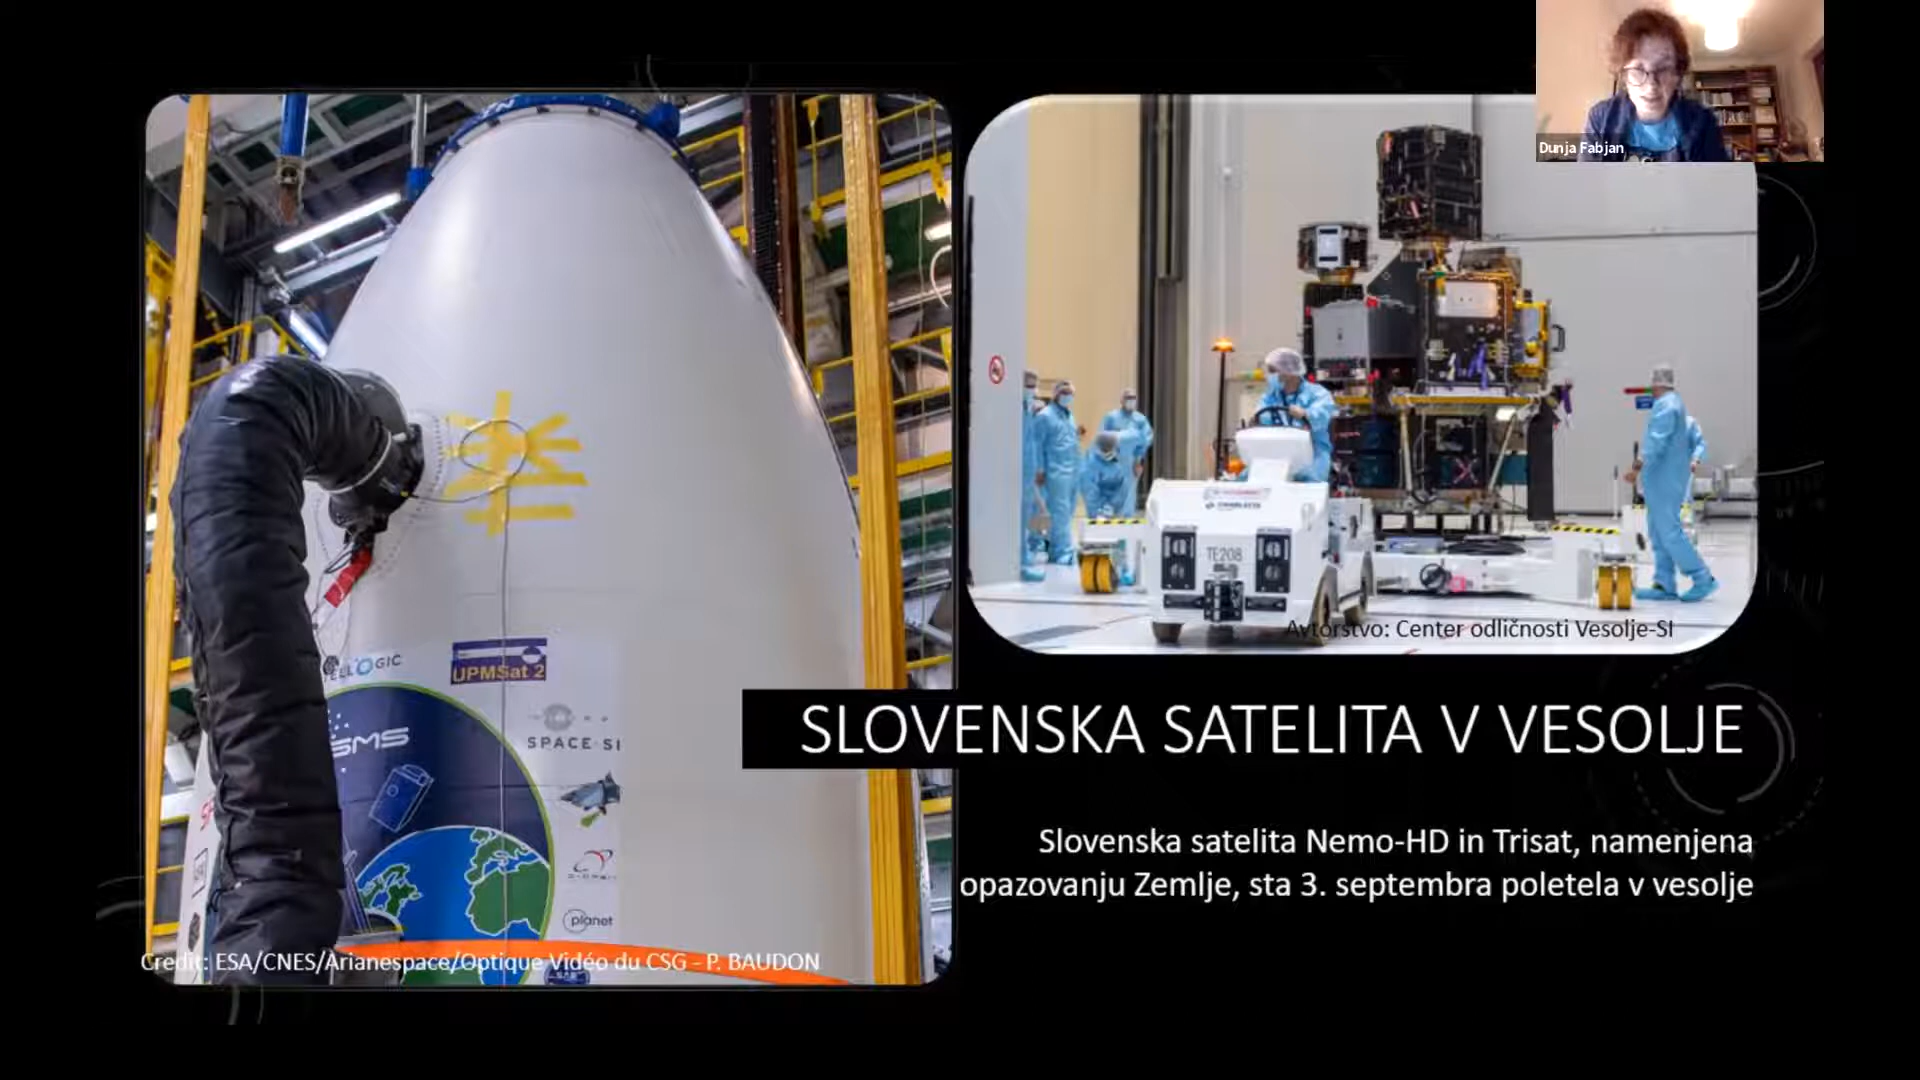 Dunja Fabjan
TE208
Avtorstvo: Center odličnosti Vesolje-SI
UPMSat 2
SMS
SPACE·SI
planet
SLOVENSKA SATELITA V VESOLJE
Slovenska satelita Nemo-HD in Trisat, namenjena
opazovanju Zemlje, sta 3. septembra poletela v vesolje
Credit: ESA/CNES/Arianespace/Optique Vidéo du CSG - P. BAUDON